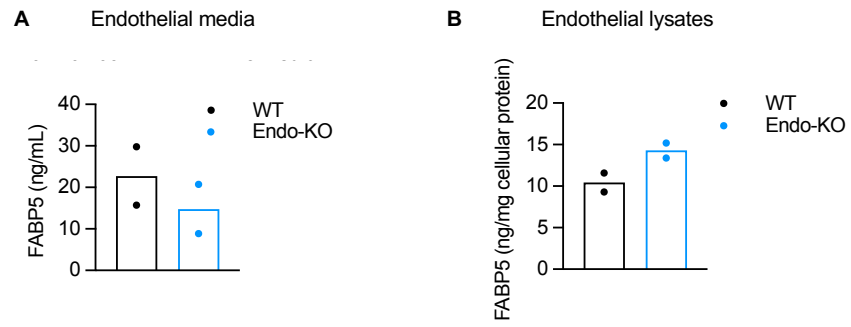 A Endothelial media
FABP5 (ng/mL)
40
30
20
10
0
WT
Endo-KO
B Endothelial lysates
FABP5 (ng/mg cellular protein)
20
15
10
5
0
WT
Endo-KO